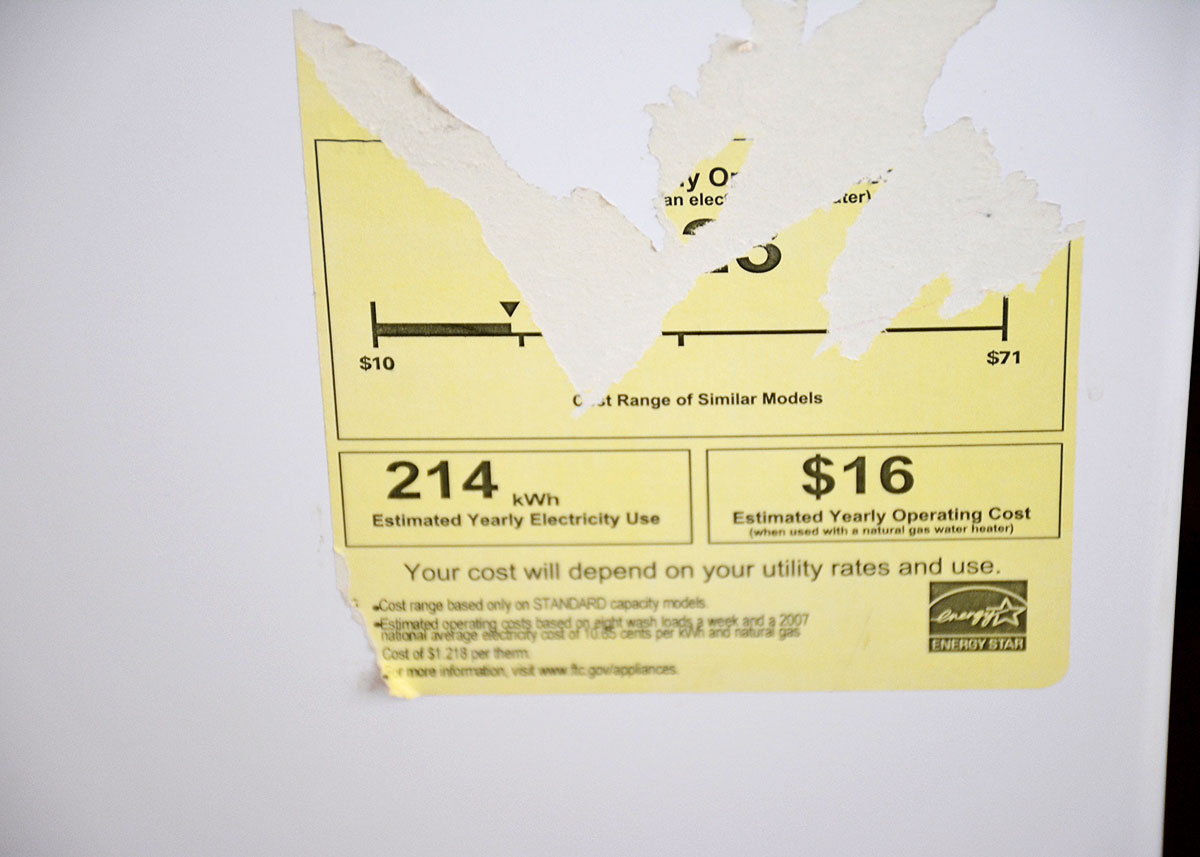 y O
an elec ter)
3
$10 $71
st Range of Similar Models
214 kWh
Estimated Yearly Electricity Use
$16
Estimated Yearly Operating Cost
(when used with a natural gas water heater)
Your cost will depend on your utility rates and use.
Cost range based only on STANDARD capacity models.
Estimated operating costs based on eight wash loads a week and a 2007
national average electricity cost of 10.65 cents per kWh and natural gas
Cost of $1.218 per therm.
r more information, visit www.ftc.gov/appliances.
energy
ENERGY STAR